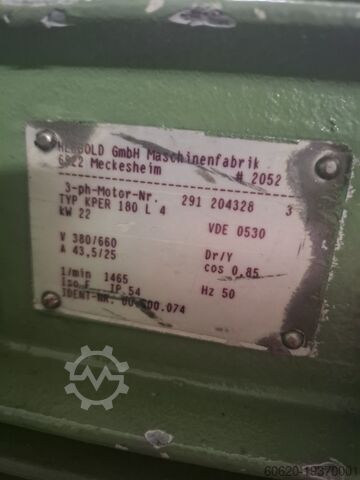 HERBOLD GmbH Maschinenfabrik
6922 Meckesheim # 2052
3-ph-Motor-Nr. 291 204328 3
TYP KPER 180 L 4 VDE 0530
kW 22
V 380/660 Dr/Y
A 43,5/25 cos 0,85
1/min 1465 Hz 50
Iso F IP 54
IDENT-NR. 00.074
60620-19370001